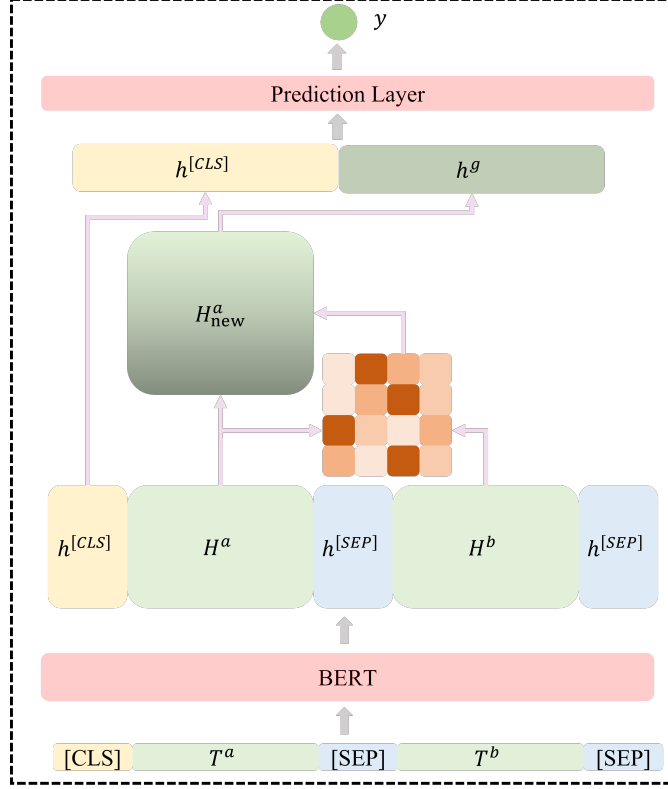 y
Prediction Layer
h^[CLS] h^g
H^a_new
h^[CLS] H^a h^[SEP] H^b h^[SEP]
BERT
[CLS] T^a [SEP] T^b [SEP]